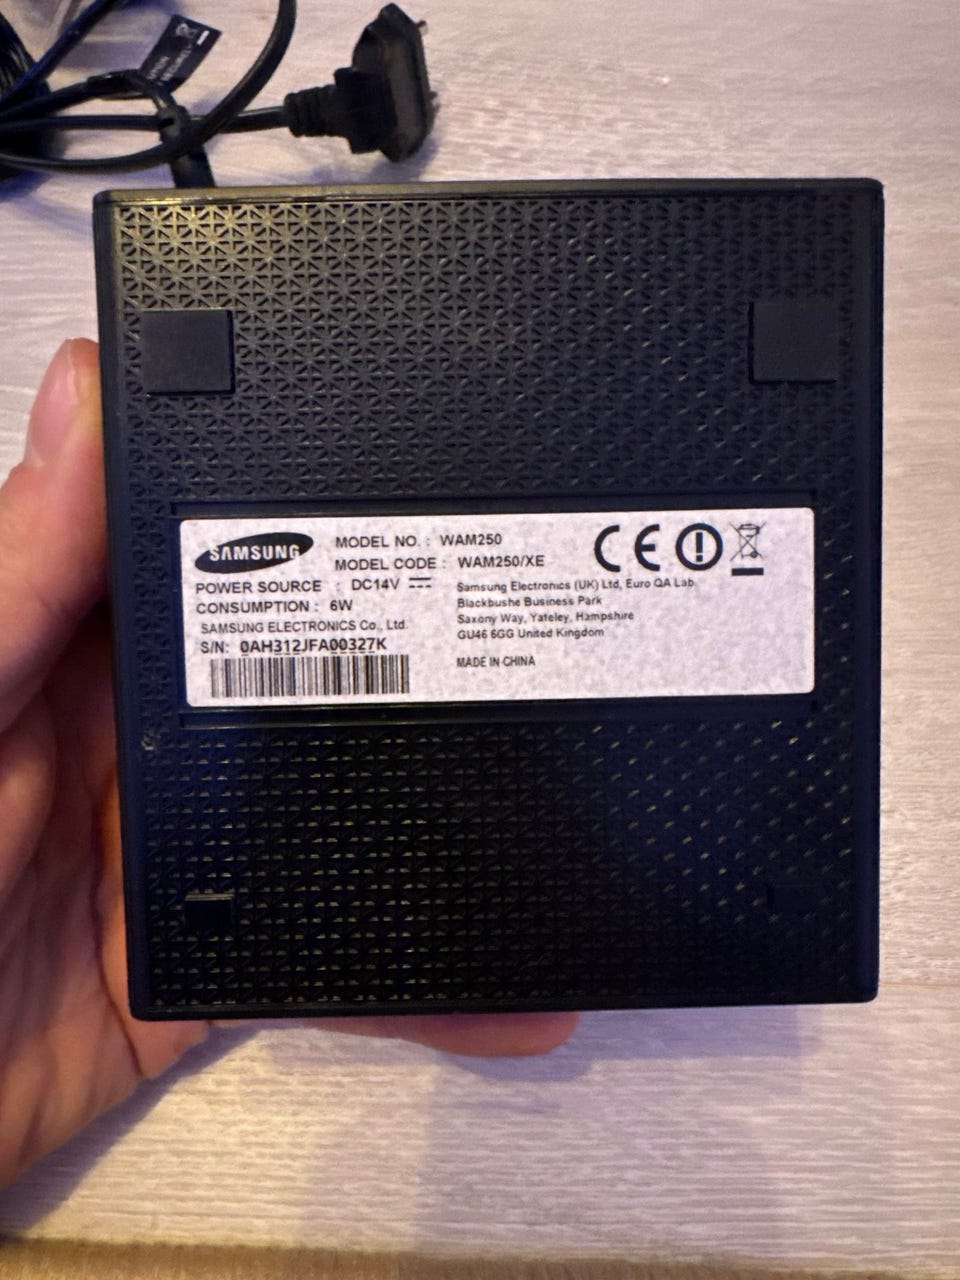 SAMSUNG
MODEL NO. : WAM250
MODEL CODE : WAM250/XE
POWER SOURCE : DC14V
CONSUMPTION : 6W
SAMSUNG ELECTRONICS Co., Ltd.
S/N: 0AH312JFA00327K
CE
Samsung Electronics (UK) Ltd, Euro QA Lab.
Blackbushe Business Park
Saxony Way, Yateley, Hampshire
GU46 6GG United Kingdom
MADE IN CHINA